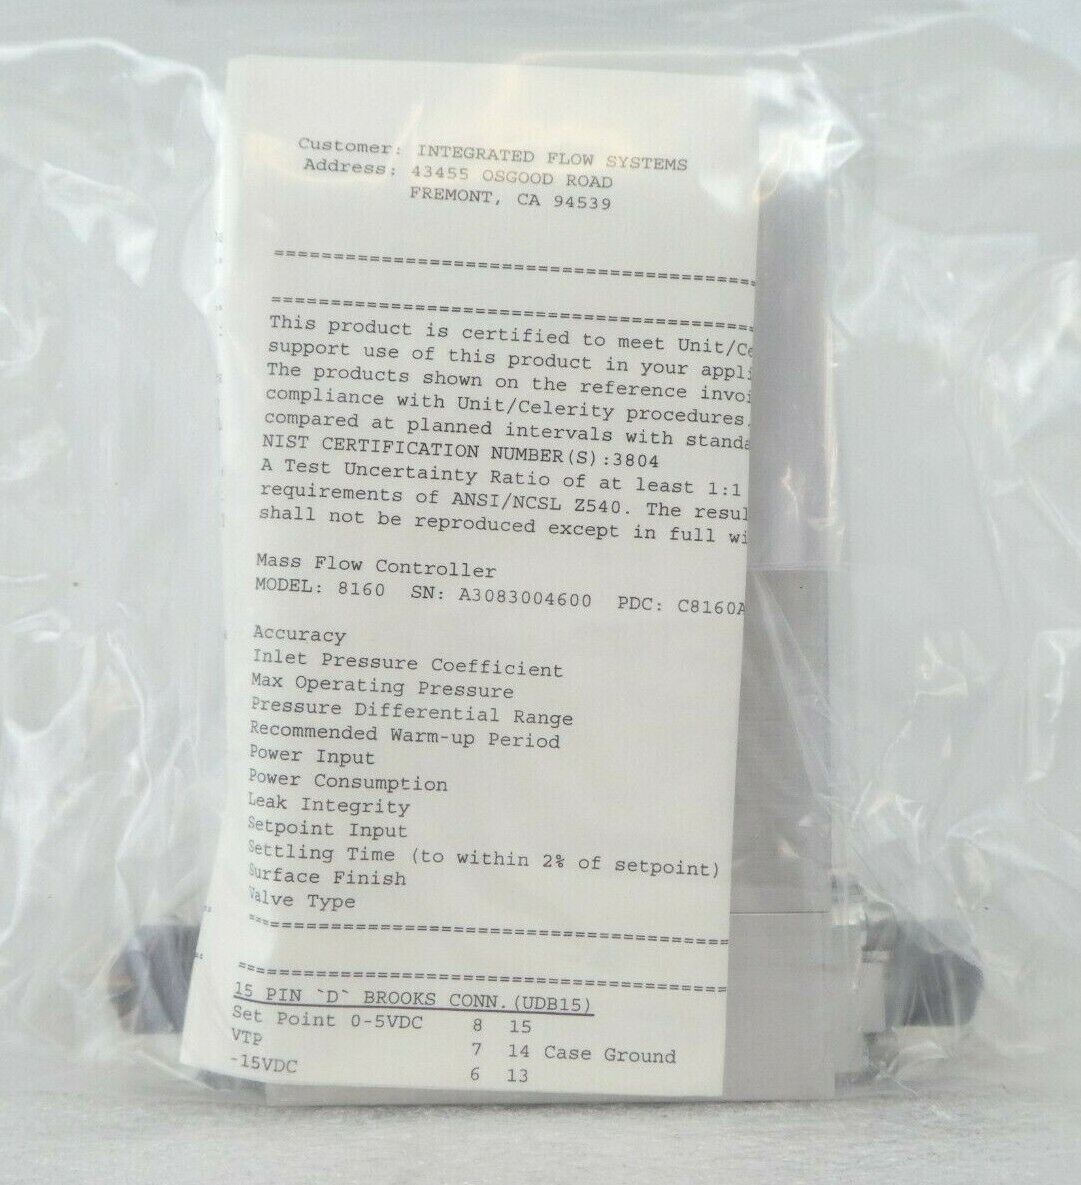 Customer: INTEGRATED FLOW SYSTEMS
Address: 43455 OSGOOD ROAD
FREMONT, CA 94539
========================================
========================================
This product is certified to meet Unit/Ce
support use of this product in your appli
The products shown on the reference invoi
compliance with Unit/Celerity procedures.
compared at planned intervals with standa
NIST CERTIFICATION NUMBER(S):3804
A Test Uncertainty Ratio of at least 1:1
requirements of ANSI/NCSL Z540. The resul
shall not be reproduced except in full wi
Mass Flow Controller
MODEL: 8160 SN: A3083004600 PDC: C8160A
Accuracy
Inlet Pressure Coefficient
Max Operating Pressure
Pressure Differential Range
Recommended Warm-up Period
Power Input
Power Consumption
Leak Integrity
Setpoint Input
Settling Time (to within 2% of setpoint)
Surface Finish
Valve Type
========================================
========================================
15 PIN `D` BROOKS CONN.(UDB15)
Set Point 0-5VDC 8 15
VTP 7 14 Case Ground
-15VDC 6 13